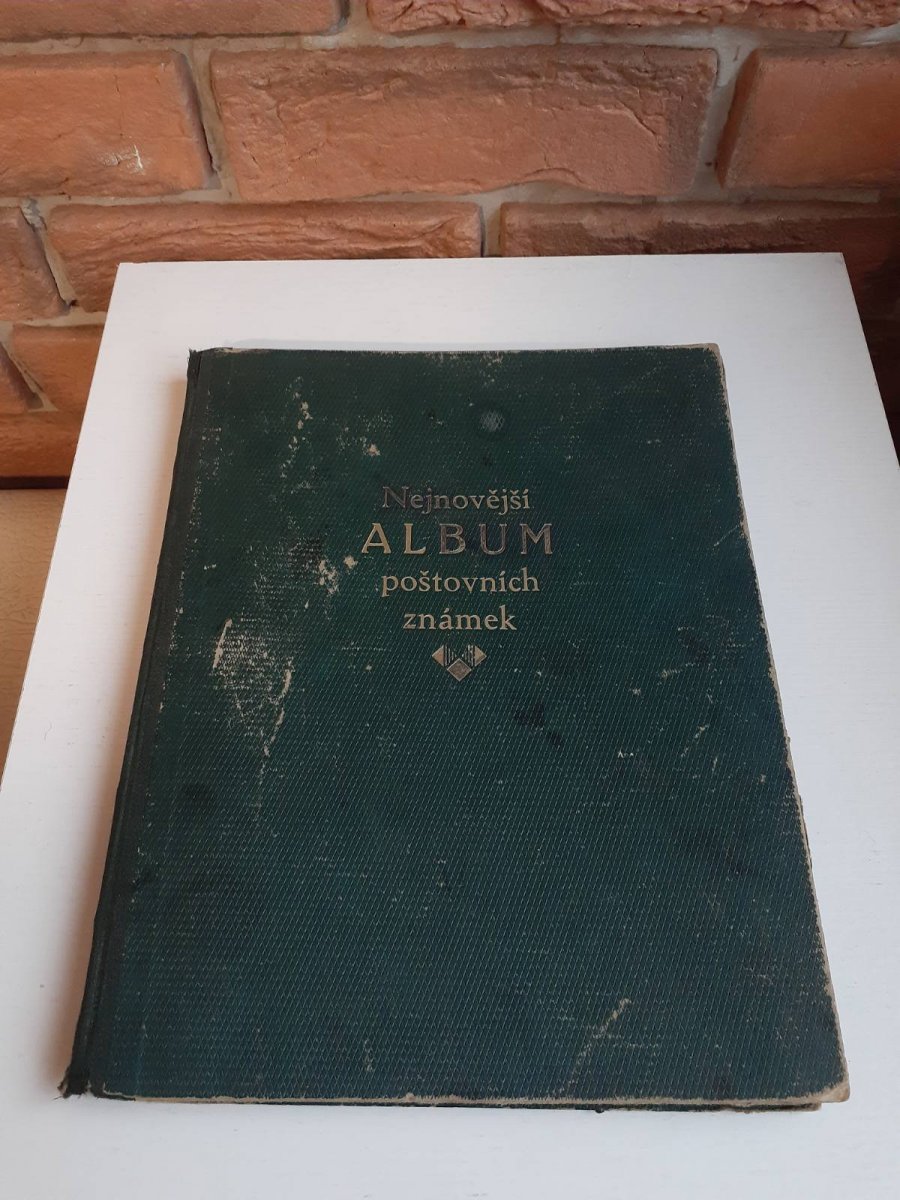 Nejnovější
ALBUM
poštovních
známek